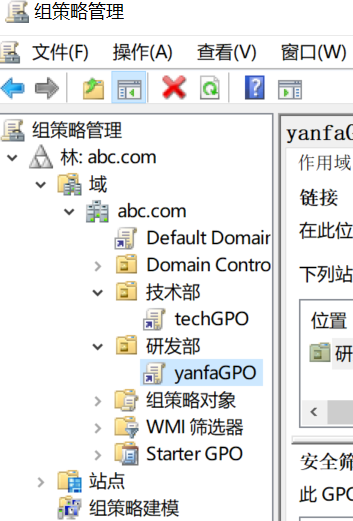 组策略管理
文件(F) 操作(A) 查看(V) 窗口(W)
组策略管理
林: abc.com
域
abc.com
Default Domain
Domain Contro
技术部
techGPO
研发部
yanfaGPO
组策略对象
WMI 筛选器
Starter GPO
站点
组策略建模
yanfaG
作用域
链接
在此位
下列站
位置
研
安全筛
此 GPC